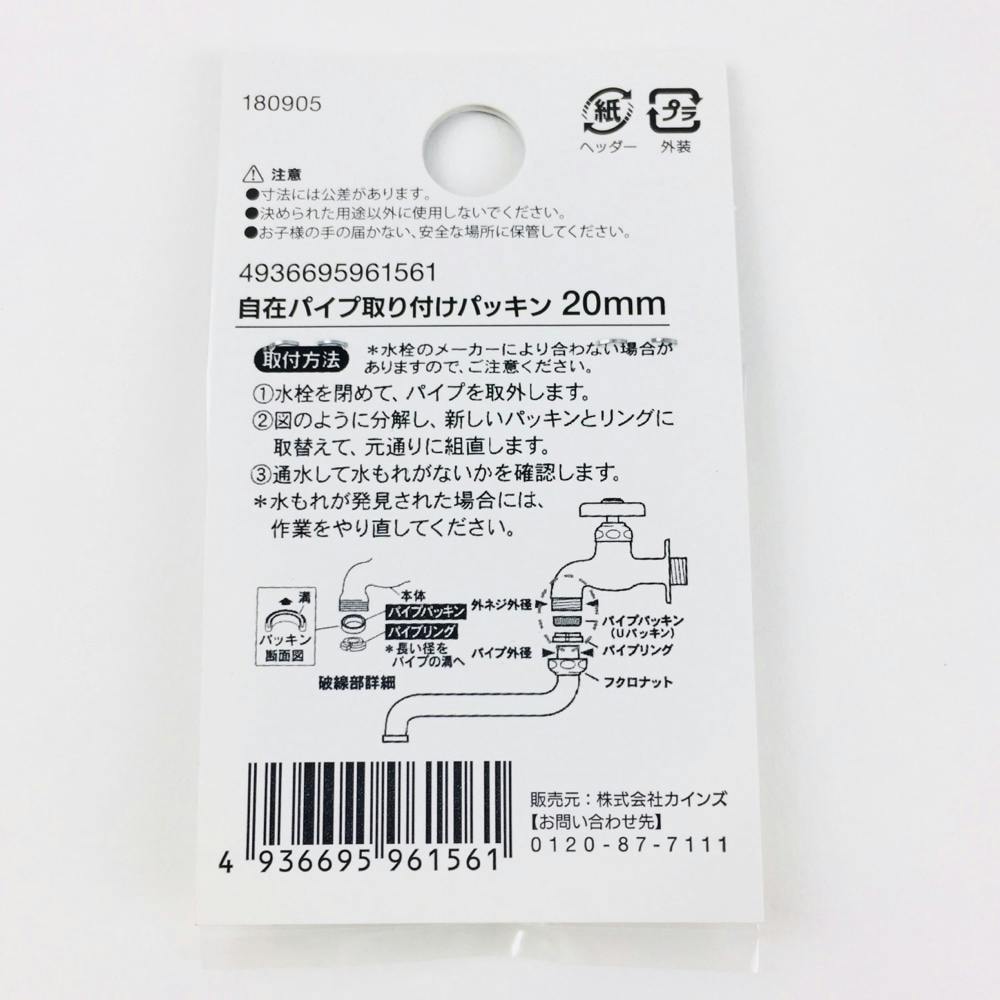 180905
紙
プラ
ヘッダー
外装
注意
●寸法には公差があります。
●決められた用途以外に使用しないでください。
●お子様の手の届かない、安全な場所に保管してください。
4936695961561
自在パイプ取り付けパッキン 20mm
取付方法
＊水栓のメーカーにより合わない場合が
ありますので、ご注意ください。
①水栓を閉めて、パイプを取外します。
②図のように分解し、新しいパッキンとリングに
取替えて、元通りに組直します。
③通水して水もれがないかを確認します。
＊水もれが発見された場合には、
作業をやり直してください。
溝
パッキン
断面図
本体
パイプパッキン
パイプリング
＊長い径を
パイプの溝へ
破線部詳細
外ネジ外径
パイプ外径
パイプパッキン
(Uパッキン)
パイプリング
フクロナット
4 936695 961561
販売元：株式会社カインズ
【お問い合わせ先】
0120-87-7111